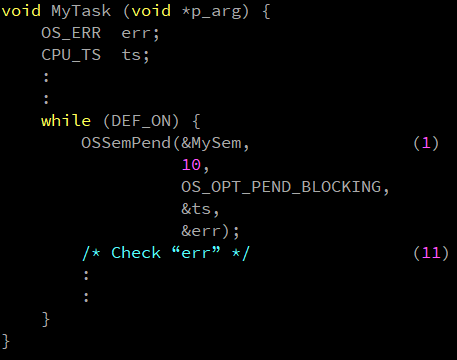 void MyTask (void *p_arg) {
OS_ERR  err;
CPU_TS  ts;
:
:
while (DEF_ON) {
OSSemPend(&MySem, (1)
10,
OS_OPT_PEND_BLOCKING,
&ts,
&err);
/* Check “err” */ (11)
:
:
}
}